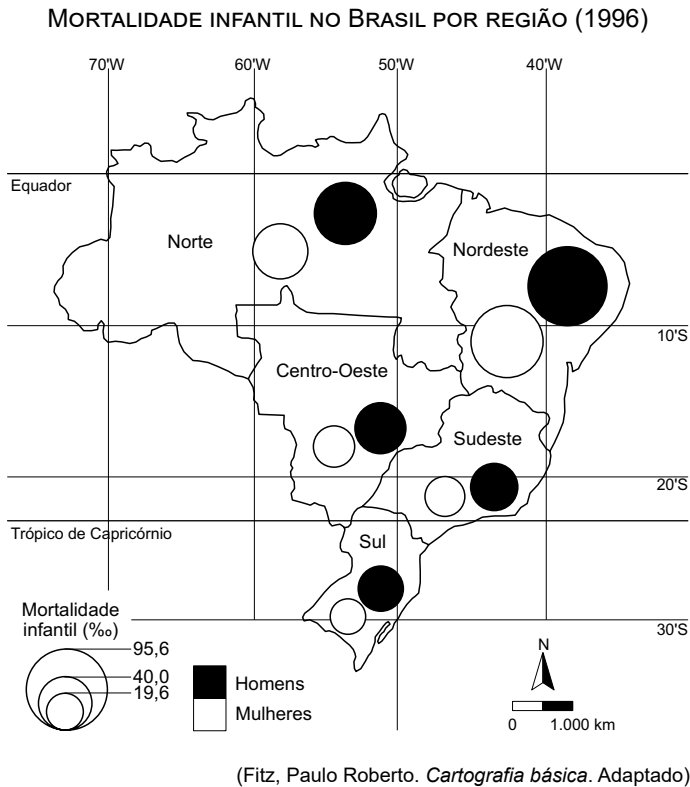 Mortalidade infantil no Brasil por região (1996)
70°W 60°W 50°W 40°W
Equador
Norte
Nordeste
10°S
Centro-Oeste
Sudeste
20°S
Trópico de Capricórnio
Sul
Mortalidade
infantil (‰)
30°S
95,6
40,0
19,6
Homens
Mulheres
N
0 1.000 km
(Fitz, Paulo Roberto. Cartografia básica. Adaptado)